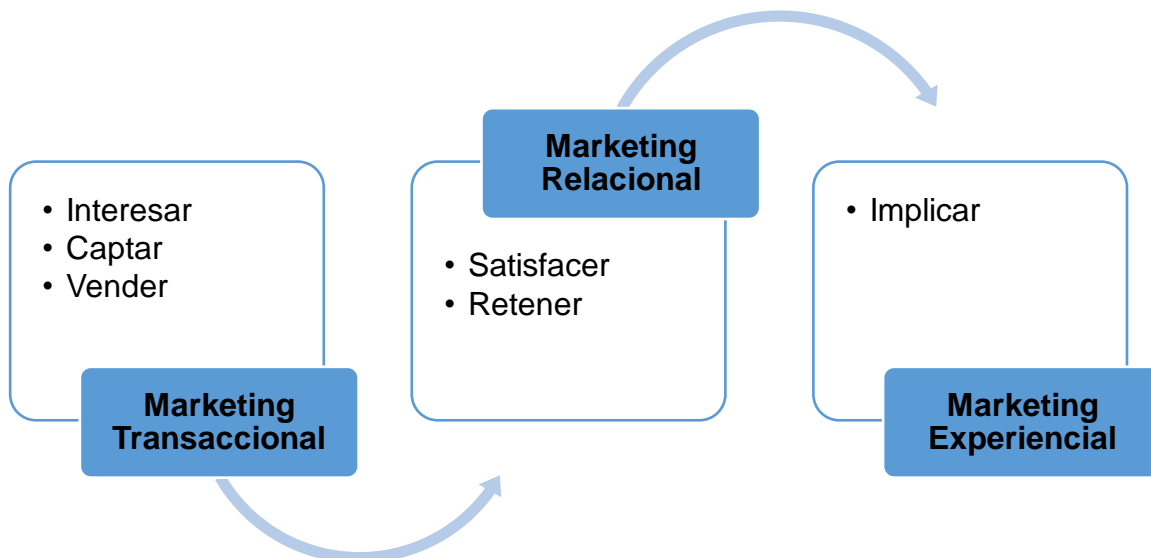 • Interesar
• Captar
• Vender
Marketing
Transaccional
Marketing
Relacional
• Satisfacer
• Retener
• Implicar
Marketing
Experiencial